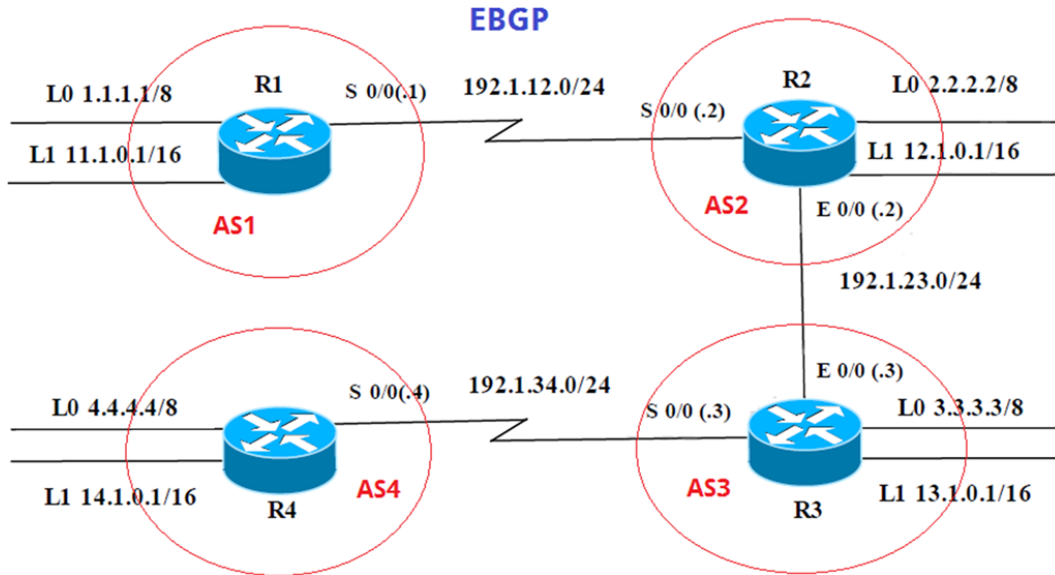 EBGP
R1
L0 1.1.1.1/8
S 0/0(.1)
192.1.12.0/24
L1 11.1.0.1/16
AS1
R2
L0 2.2.2.2/8
S 0/0 (.2)
L1 12.1.0.1/16
AS2
E 0/0 (.2)
192.1.23.0/24
L0 4.4.4.4/8
S 0/0(.4)
192.1.34.0/24
L1 14.1.0.1/16
AS4
R4
E 0/0 (.3)
S 0/0 (.3)
L0 3.3.3.3/8
AS3
L1 13.1.0.1/16
R3